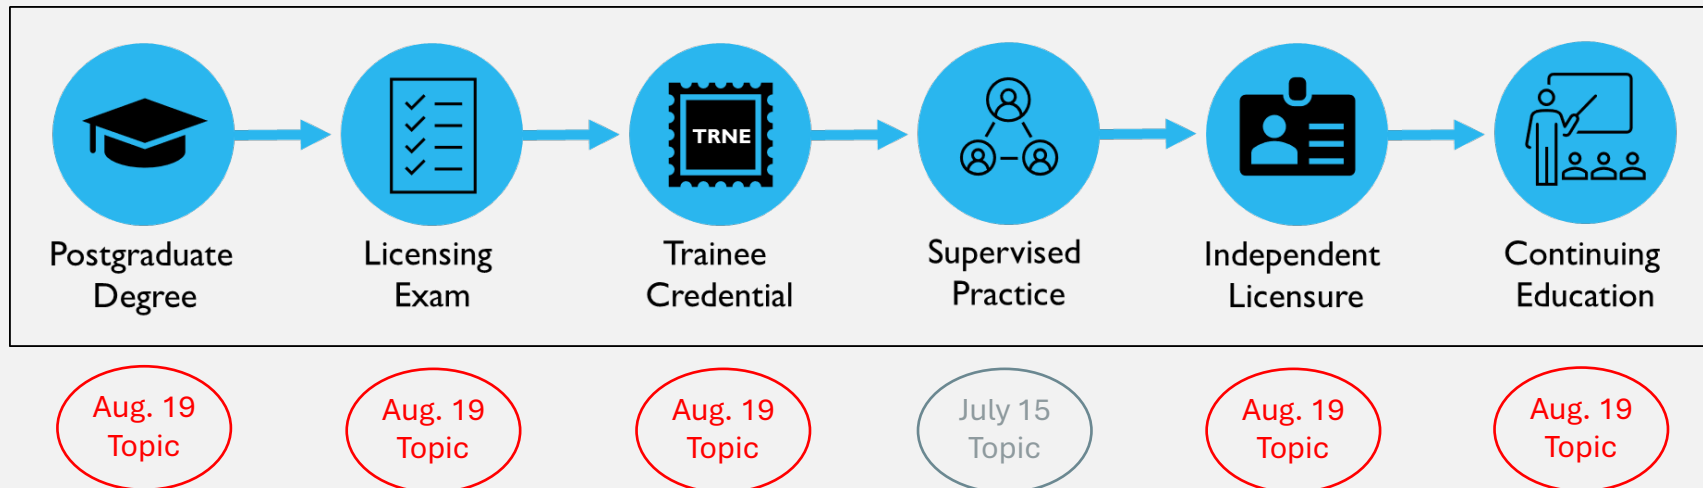 TRNE
Postgraduate
Degree
Licensing
Exam
Trainee
Credential
Supervised
Practice
Independent
Licensure
Continuing
Education
Aug. 19
Topic
Aug. 19
Topic
Aug. 19
Topic
July 15
Topic
Aug. 19
Topic
Aug. 19
Topic